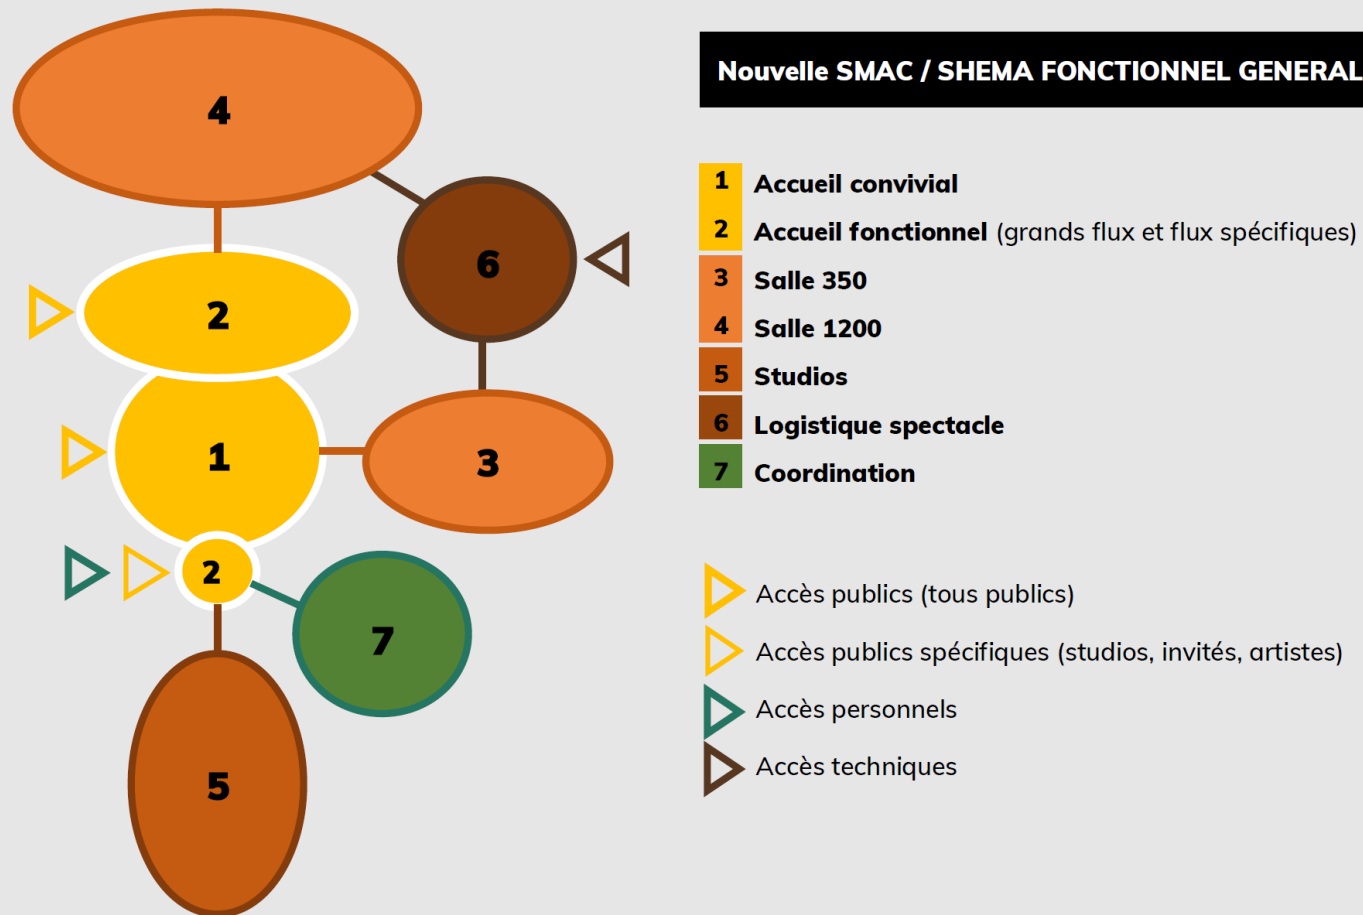 Nouvelle SMAC / SHEMA FONCTIONNEL GENERAL
4
6
2
1
3
2
7
5
1 Accueil convivial
2 Accueil fonctionnel (grands flux et flux spécifiques)
3 Salle 350
4 Salle 1200
5 Studios
6 Logistique spectacle
7 Coordination
Accès publics (tous publics)
Accès publics spécifiques (studios, invités, artistes)
Accès personnels
Accès techniques